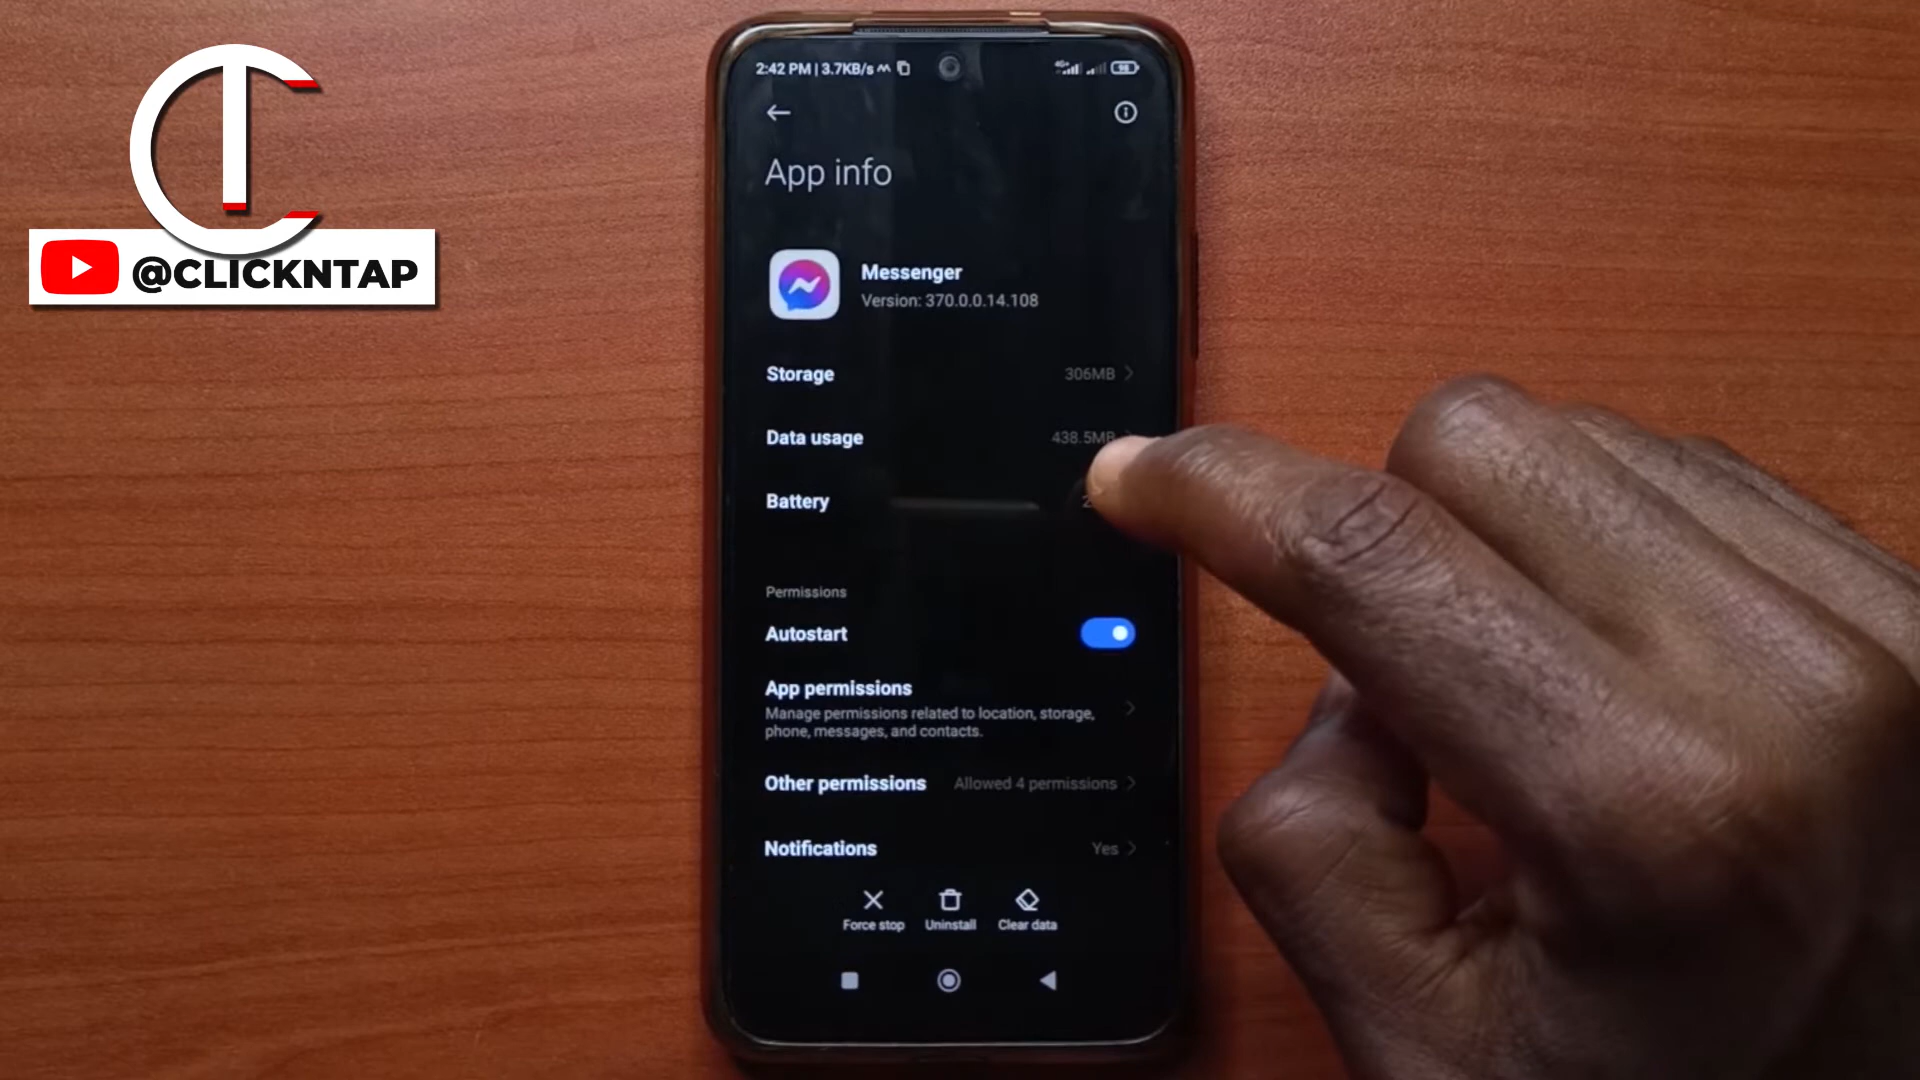 @CLICKNTAP
2:42 PM | 3.7KB/s
App info
Messenger
Version: 370.0.0.14.108
Storage 306MB
Data usage 438.5MB
Battery
Permissions
Autostart
App permissions
Manage permissions related to location, storage,
phone, messages, and contacts.
Other permissions Allowed 4 permissions
Notifications Yes
Force stop Uninstall Clear data